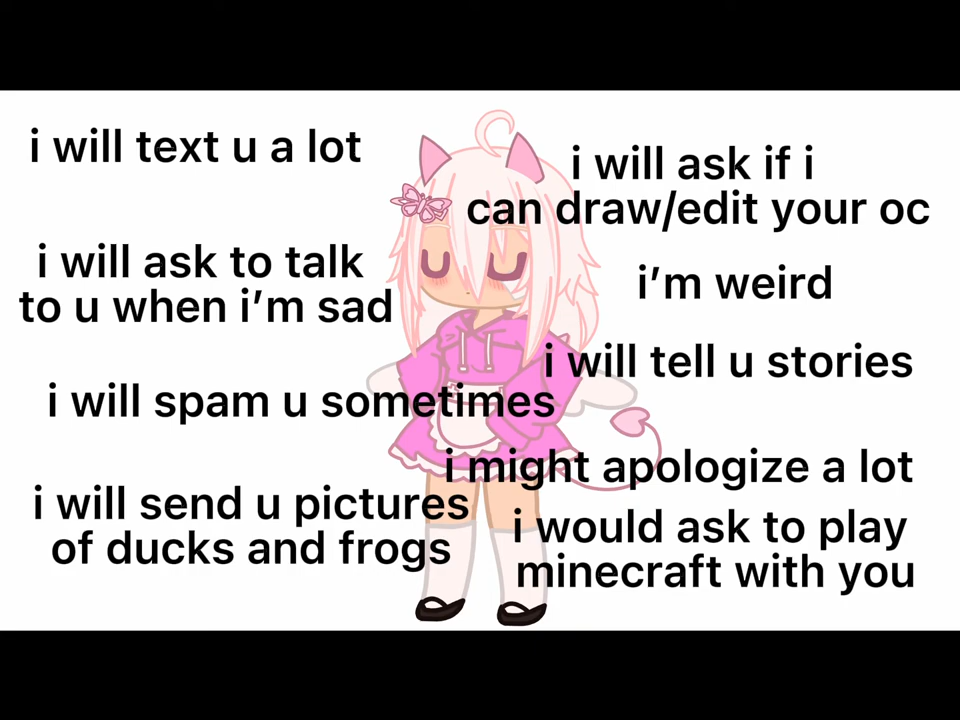 i will text u a lot
i will ask to talk
to u when i’m sad
i will spam u sometimes
i will send u pictures
of ducks and frogs
i will ask if i
can draw/edit your oc
i’m weird
i will tell u stories
i might apologize a lot
i would ask to play
minecraft with you